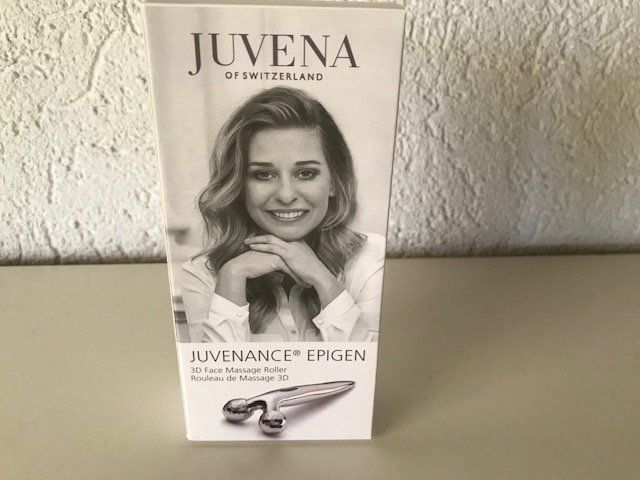 JUVENA
OF SWITZERLAND
JUVENANCE® EPIGEN
3D Face Massage Roller
Rouleau de Massage 3D